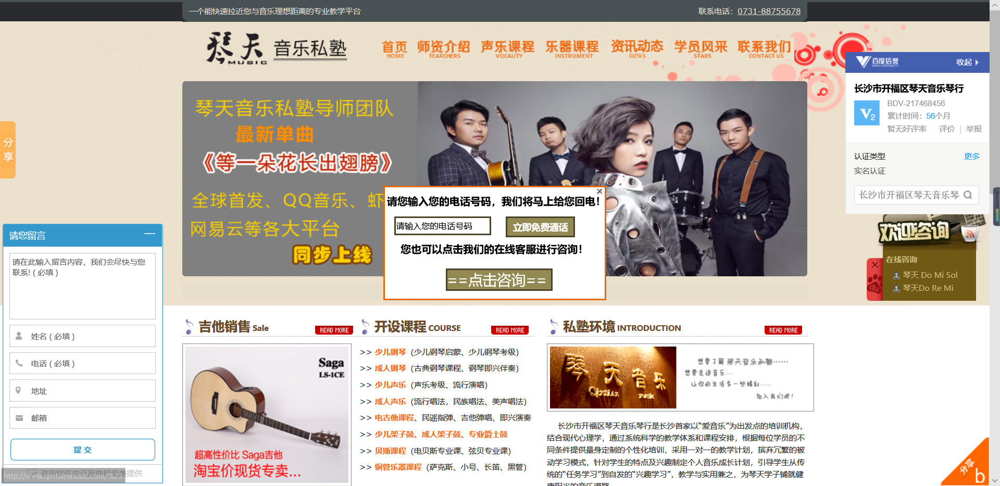 一个能快速拉近您与音乐理想距离的专业教学平台
联系电话：0731-88755678
琴天 音乐私塾
MUSIC
首页 师资介绍 声乐课程 乐器课程 资讯动态 学员风采 联系我们
HOME TEARCHERS VOCALITY INSTRUMENT news STARS CONTACT US
百度信誉
收起
长沙市开福区琴天音乐琴行
V2
BDV-217468456
累计时间：56个月
暂无好评率 评价 | 举报
认证类型 更多
实名认证
长沙市开福区琴天音乐琴
琴天音乐私塾导师团队
最新单曲
《等一朵花长出翅膀》
全球首发、QQ音乐、虾
网易云等各大平台
同步上线
分享
请您输入您的电话号码，我们将马上给您回电！
请输入您的电话号码
立即免费通话
您也可以点击我们的在线客服进行咨询！
==点击咨询==
欢迎咨询
在线咨询
琴天 Do Mi Sol
琴天Do Re Mi
du
请您留言
请在此输入留言内容，我们会尽快与您
联系!（必填）
姓名（必填）
电话（必填）
地址
邮箱
提 交
咨询软件由百度商桥免费提供
吉他销售 Sale
READ MORE
Saga
LS-1CE
超高性价比 Saga吉他
淘宝价现货专卖...
开设课程 COURSE
READ MORE
>> 少儿钢琴（少儿钢琴启蒙、少儿钢琴考级）
>> 成人钢琴（古典钢琴课程、钢琴即兴伴奏）
>> 少儿声乐（声乐考级、流行演唱）
>> 成人声乐（流行唱法，民族唱法、美声唱法）
>> 电吉他课程、民谣指弹、吉他弹唱、即兴演奏
>> 少儿架子鼓、成人架子鼓、专业爵士鼓
>> 贝斯课程（电贝斯专业课、弦贝专业课）
>> 铜管乐器课程（萨克斯、小号、长笛、黑管）
私塾环境 INTRODUCTION
READ MORE
琴天音乐
Qintian music
想要了解 琴天音乐私塾······
想要走进音乐····
让你的生活多一些精彩······
加入我们吧！
长沙市开福区琴天音乐琴行是长沙首家以“爱音乐”为出发点的培训机构，
结合现代心理学，通过系统科学的教学体系和课程安排，根据每位学员的不
同条件提供量身定制的个性化培训，采用一对一的教学计划，摈弃冗繁的被
动学习模式，针对学生的特点及兴趣制定个人音乐成长计划，引导学生从传
统的“任务学习”到自发的“兴趣学习”，教学与实用兼之，为琴天学子铺就健
康阳光的音乐道路
分享
b